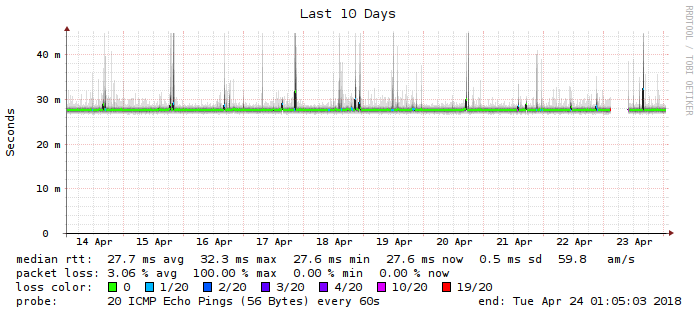 Last 10 Days
RRDTOOL / TOBI OETIKER
Seconds
40 m
30 m
20 m
10 m
0
14 Apr 15 Apr 16 Apr 17 Apr 18 Apr 19 Apr 20 Apr 21 Apr 22 Apr 23 Apr
median rtt: 27.7 ms avg 32.3 ms max 27.6 ms min 27.6 ms now 0.5 ms sd 59.8 am/s
packet loss: 3.06 % avg 100.00 % max 0.00 % min 0.00 % now
loss color: 0 1/20 2/20 3/20 4/20 10/20 19/20
probe: 20 ICMP Echo Pings (56 Bytes) every 60s end: Tue Apr 24 01:05:03 2018